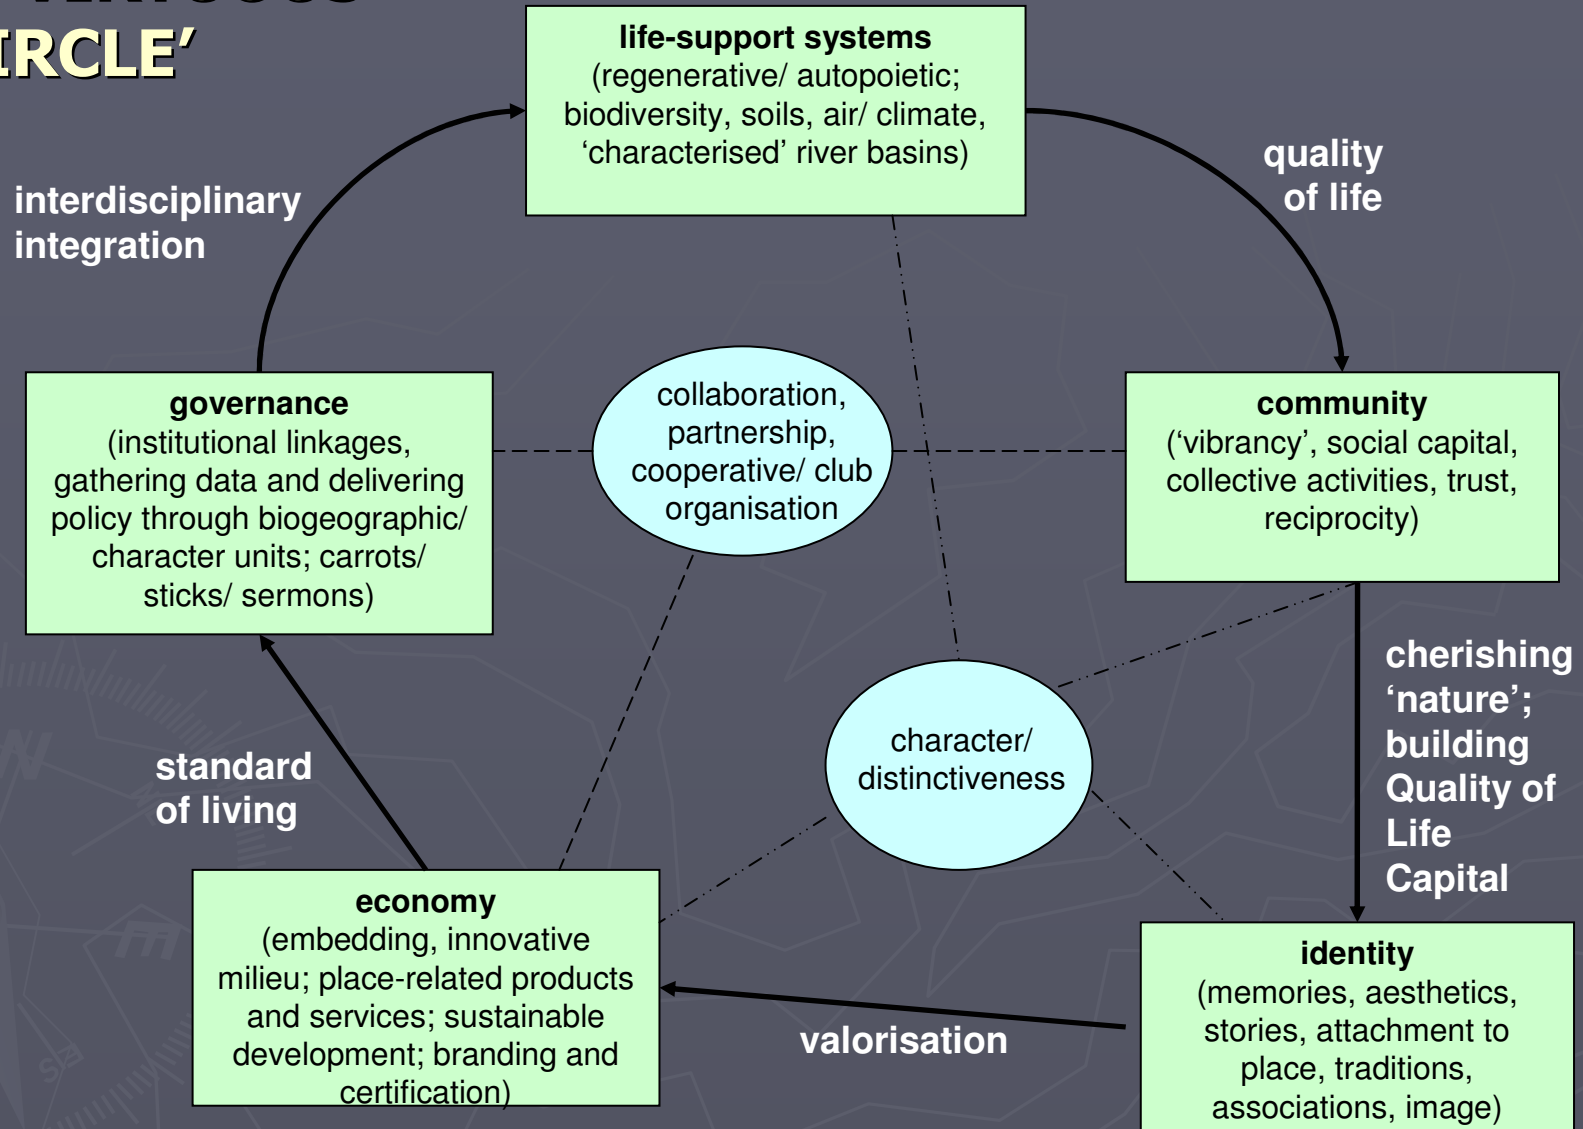 IRCLE’
life-support systems
(regenerative/ autopoietic;
biodiversity, soils, air/ climate,
‘characterised’ river basins)
quality
of life
interdisciplinary
integration
governance
(institutional linkages,
gathering data and delivering
policy through biogeographic/
character units; carrots/
sticks/ sermons)
collaboration,
partnership,
cooperative/ club
organisation
community
(‘vibrancy’, social capital,
collective activities, trust,
reciprocity)
cherishing
‘nature’;
building
Quality of
Life
Capital
character/
distinctiveness
standard
of living
economy
(embedding, innovative
milieu; place-related products
and services; sustainable
development; branding and
certification)
valorisation
identity
(memories, aesthetics,
stories, attachment to
place, traditions,
associations, image)
N
E
SE